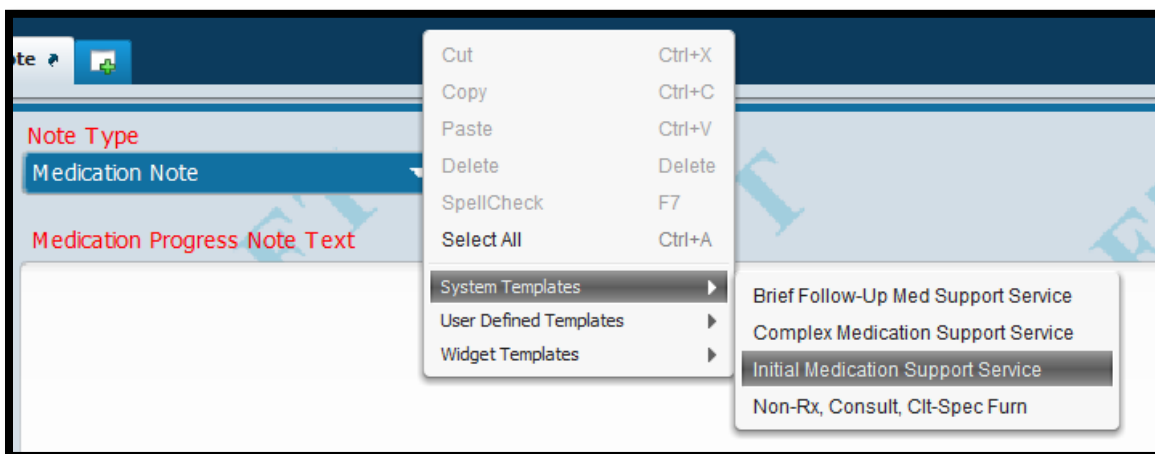 te
Cut Ctrl+X
Copy Ctrl+C
Note Type
Paste Ctrl+V
Medication Note
Delete Delete
SpellCheck F7
Medication Progress Note Text
Select All Ctrl+A
System Templates
Brief Follow-Up Med Support Service
User Defined Templates
Complex Medication Support Service
Widget Templates
Initial Medication Support Service
Non-Rx, Consult, Clt-Spec Furn